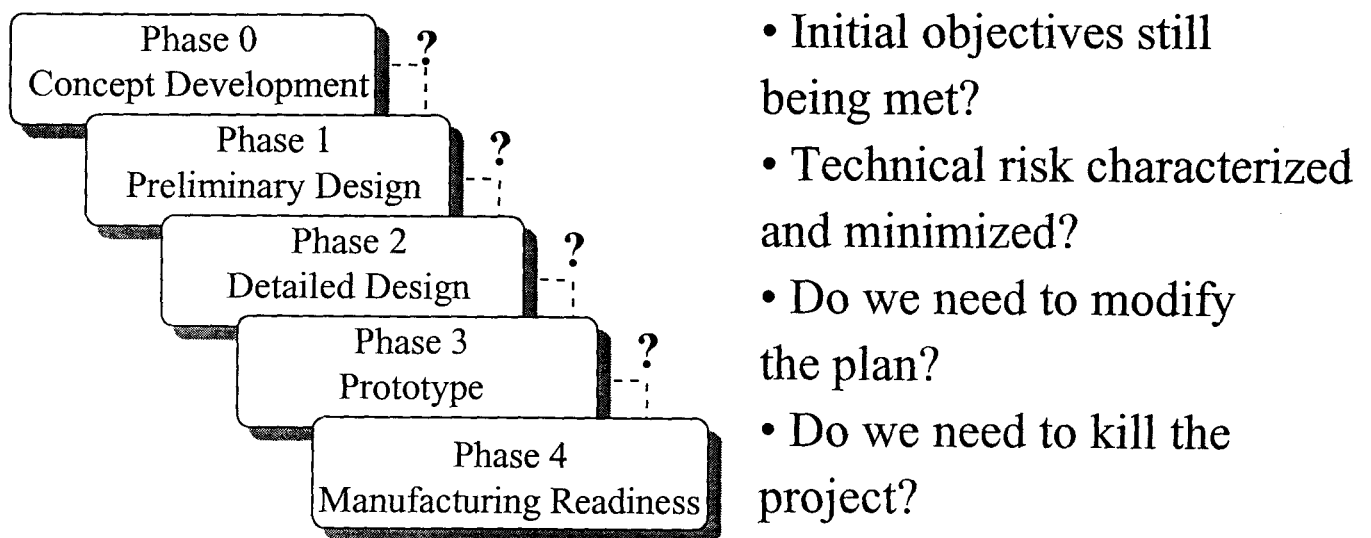 Phase 0
Concept Development
?
Phase 1
Preliminary Design
?
Phase 2
Detailed Design
?
Phase 3
Prototype
?
Phase 4
Manufacturing Readiness
• Initial objectives still
being met?
• Technical risk characterized
and minimized?
• Do we need to modify
the plan?
• Do we need to kill the
project?